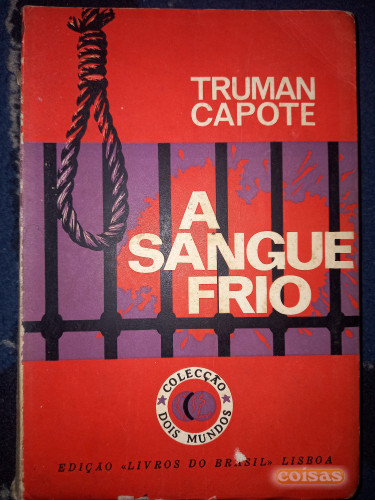 TRUMAN
CAPOTE
A
SANGUE
FRIO
COLECÇÃO
DOIS MUNDOS
EDIÇÃO «LIVROS DO BRASIL» LISBOA
coisas